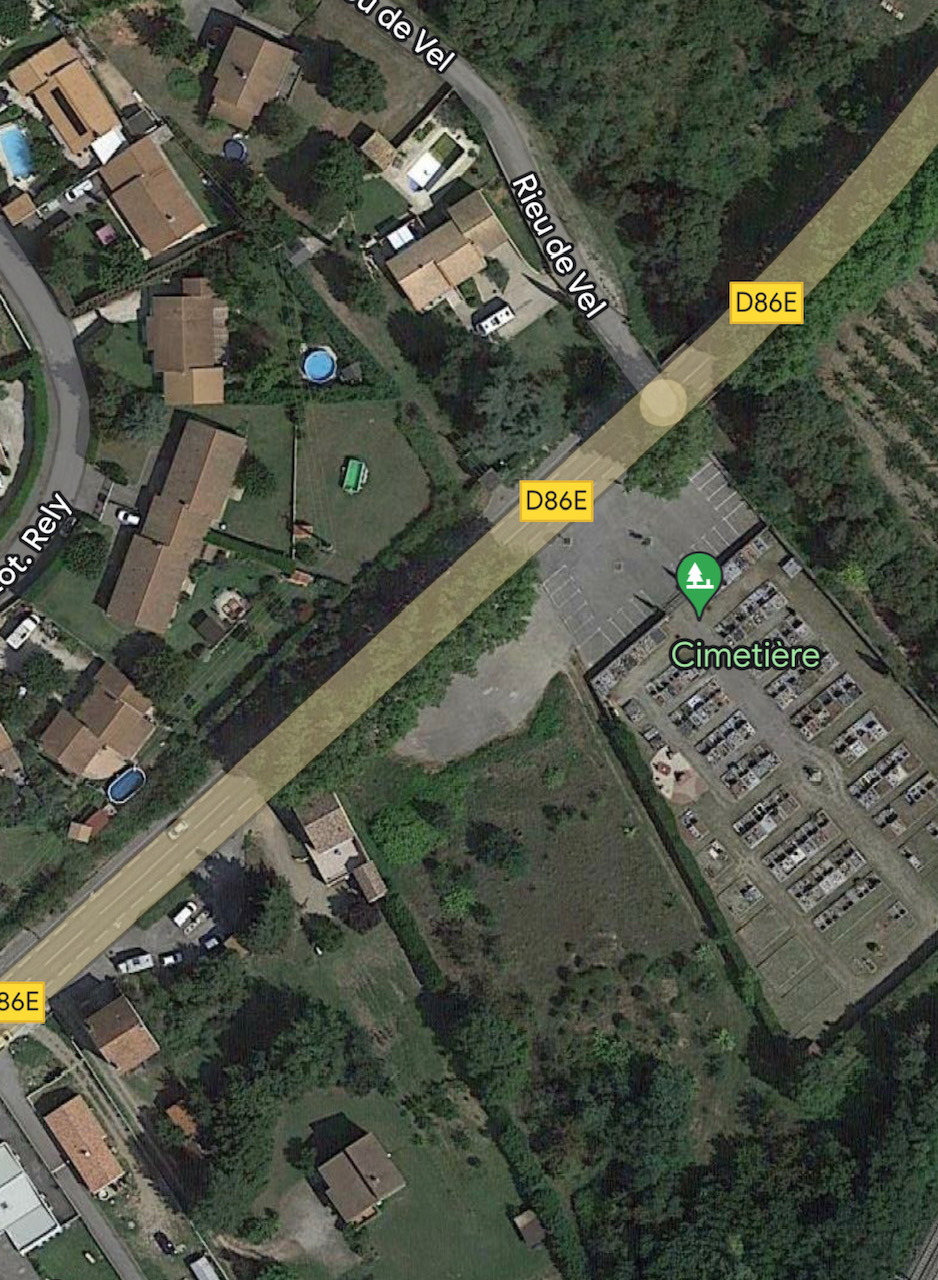 u de Vel
Rieu de Vel
D86E
D86E
Cimetière
ot. Rely
86E